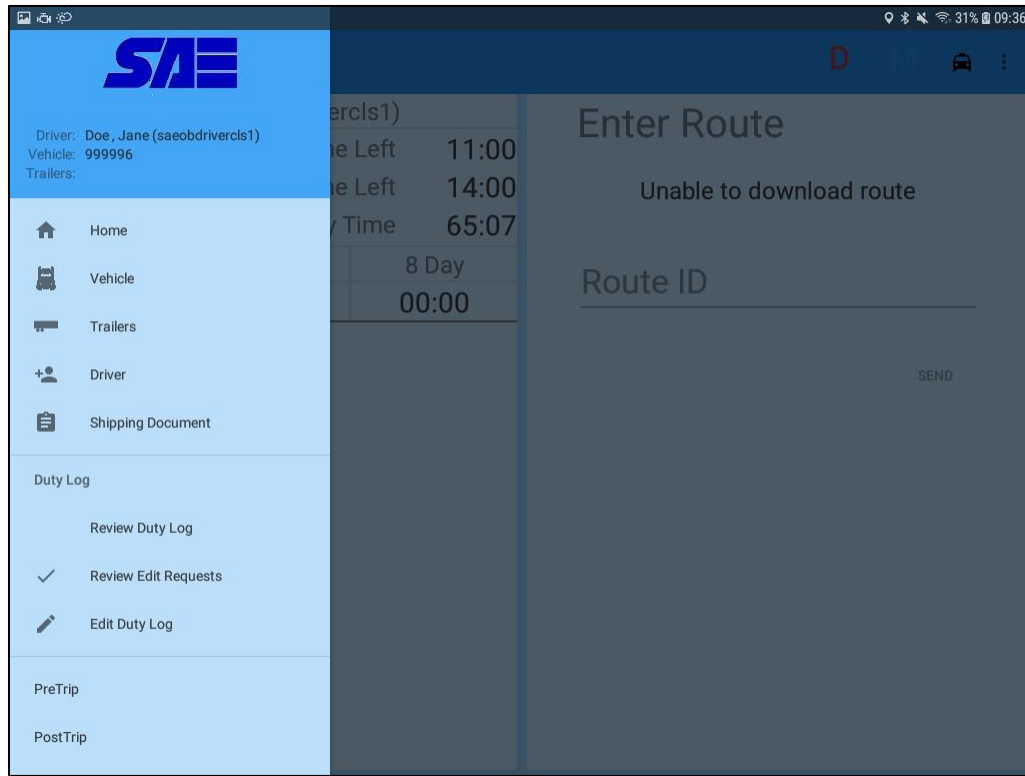 31% 09:36
SAE
Driver: Doe , Jane (saeobdrivercls1)
Vehicle: 999996
Trailers:
Home
Vehicle
Trailers
Driver
Shipping Document
Duty Log
Review Duty Log
Review Edit Requests
Edit Duty Log
PreTrip
PostTrip
D M
ercls1)
e Left 11:00
e Left 14:00
y Time 65:07
8 Day
00:00
Enter Route
Unable to download route
Route ID
SEND